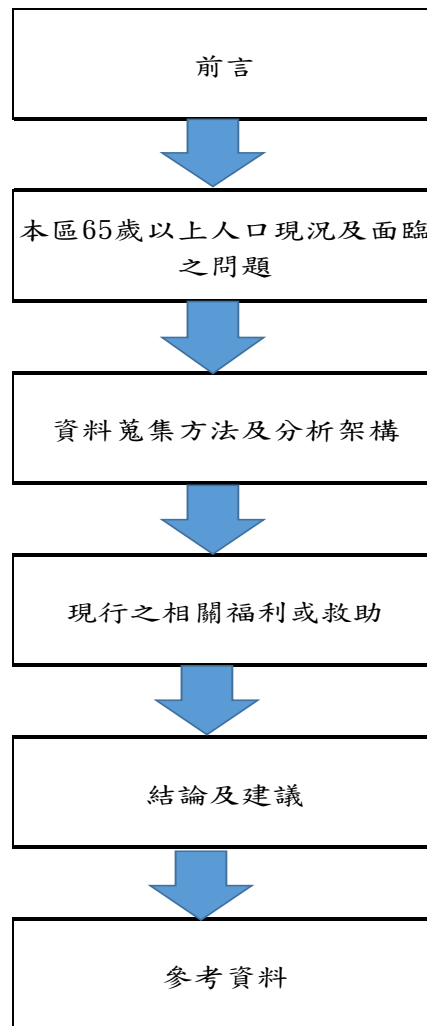 前言
本區65歲以上人口現況及面臨
之問題
資料蒐集方法及分析架構
現行之相關福利或救助
結論及建議
參考資料